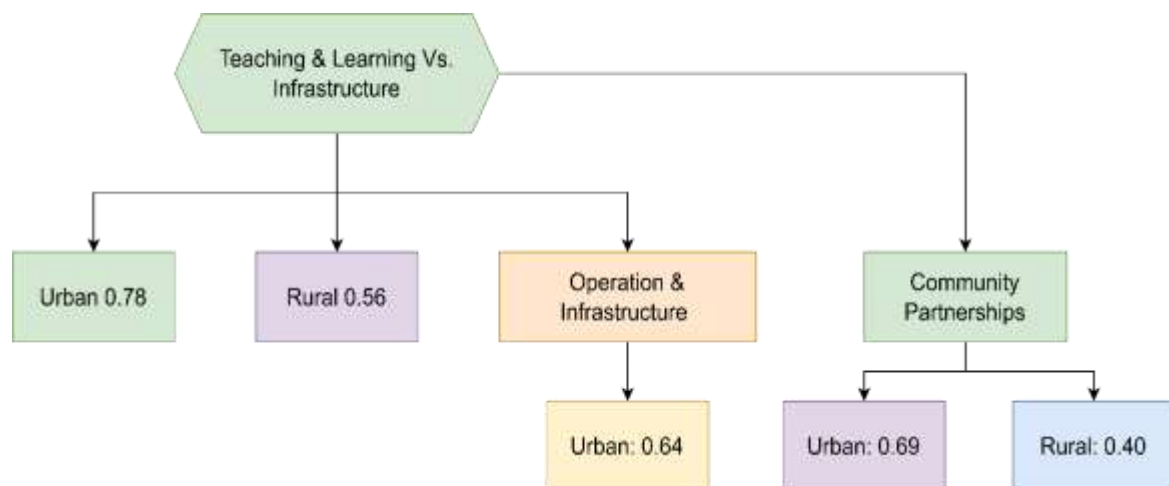 Teaching & Learning Vs.
Infrastructure
Urban 0.78
Rural 0.56
Operation &
Infrastructure
Community
Partnerships
Urban: 0.64
Urban: 0.69
Rural: 0.40